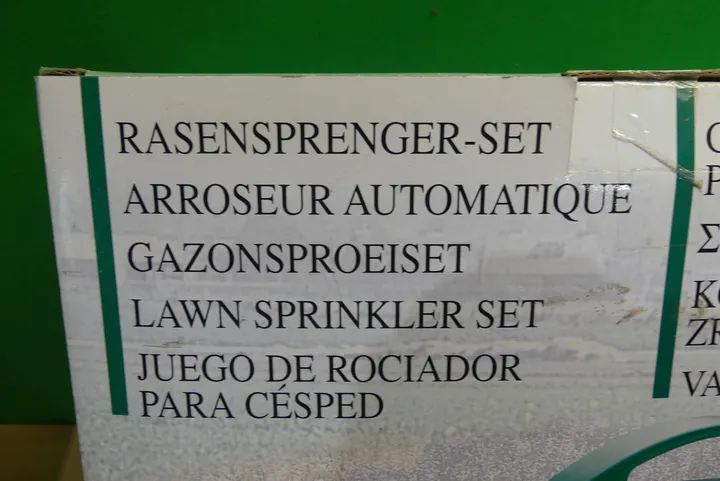 RASENSPRENGER-SET
ARROSEUR AUTOMATIQUE
GAZONSPROEISET
LAWN SPRINKLER SET
JUEGO DE ROCIADOR
PARA CÉSPED